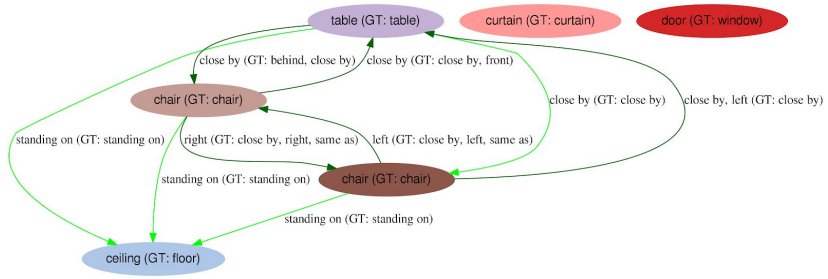 table (GT: table)
curtain (GT: curtain)
door (GT: window)
close by (GT: behind, close by)
close by (GT: close by, front)
chair (GT: chair)
close by (GT: close by)
close by, left (GT: close by)
standing on (GT: standing on)
right (GT: close by, right, same as)
left (GT: close by, left, same as)
standing on (GT: standing on)
chair (GT: chair)
standing on (GT: standing on)
ceiling (GT: floor)